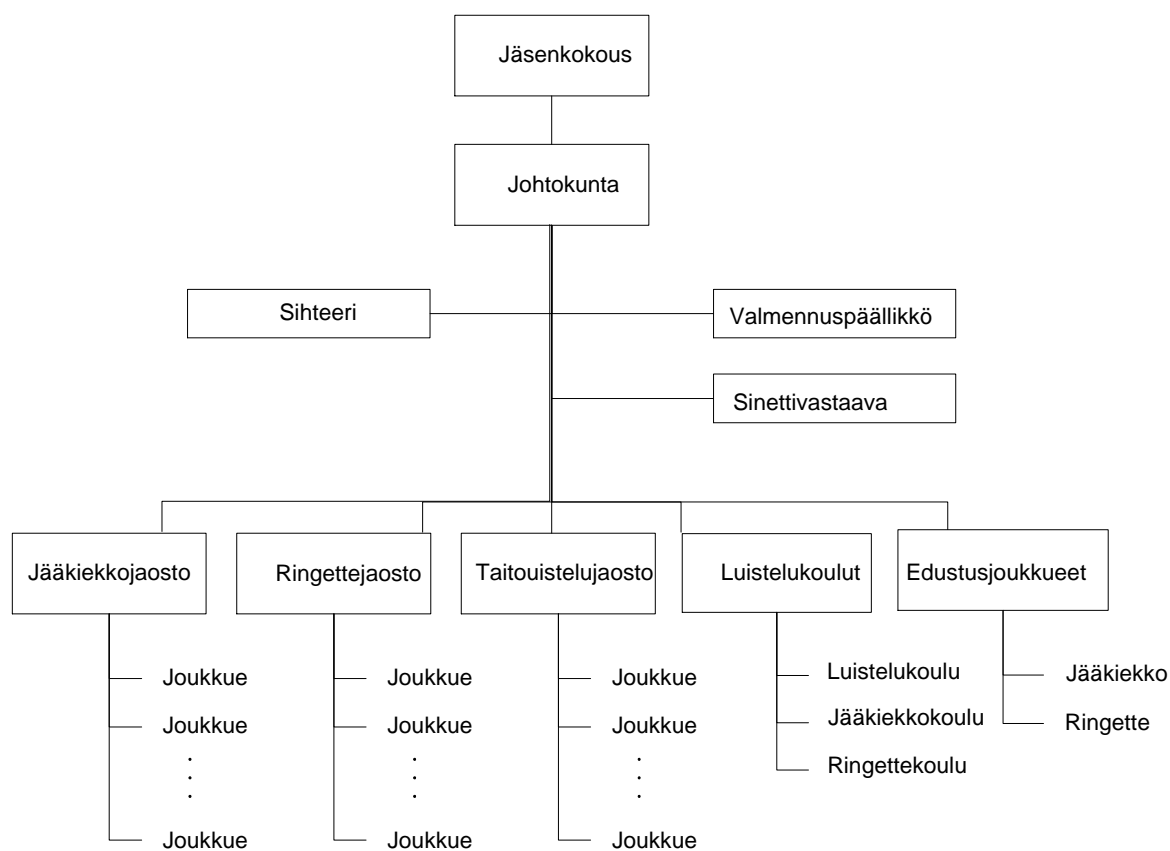 Jäsenkokous
Johtokunta
Sihteeri
Valmennuspäällikkö
Sinettivastaava
Jääkiekkojaosto
Ringettejaosto
Taitouistelujaosto
Luistelukoulut
Edustusjoukkueet
Joukkue
Joukkue
.
.
.
Joukkue
Joukkue
Joukkue
.
.
.
Joukkue
Joukkue
Joukkue
.
.
.
Joukkue
Luistelukoulu
Jääkiekkokoulu
Ringettekoulu
Jääkiekko
Ringette